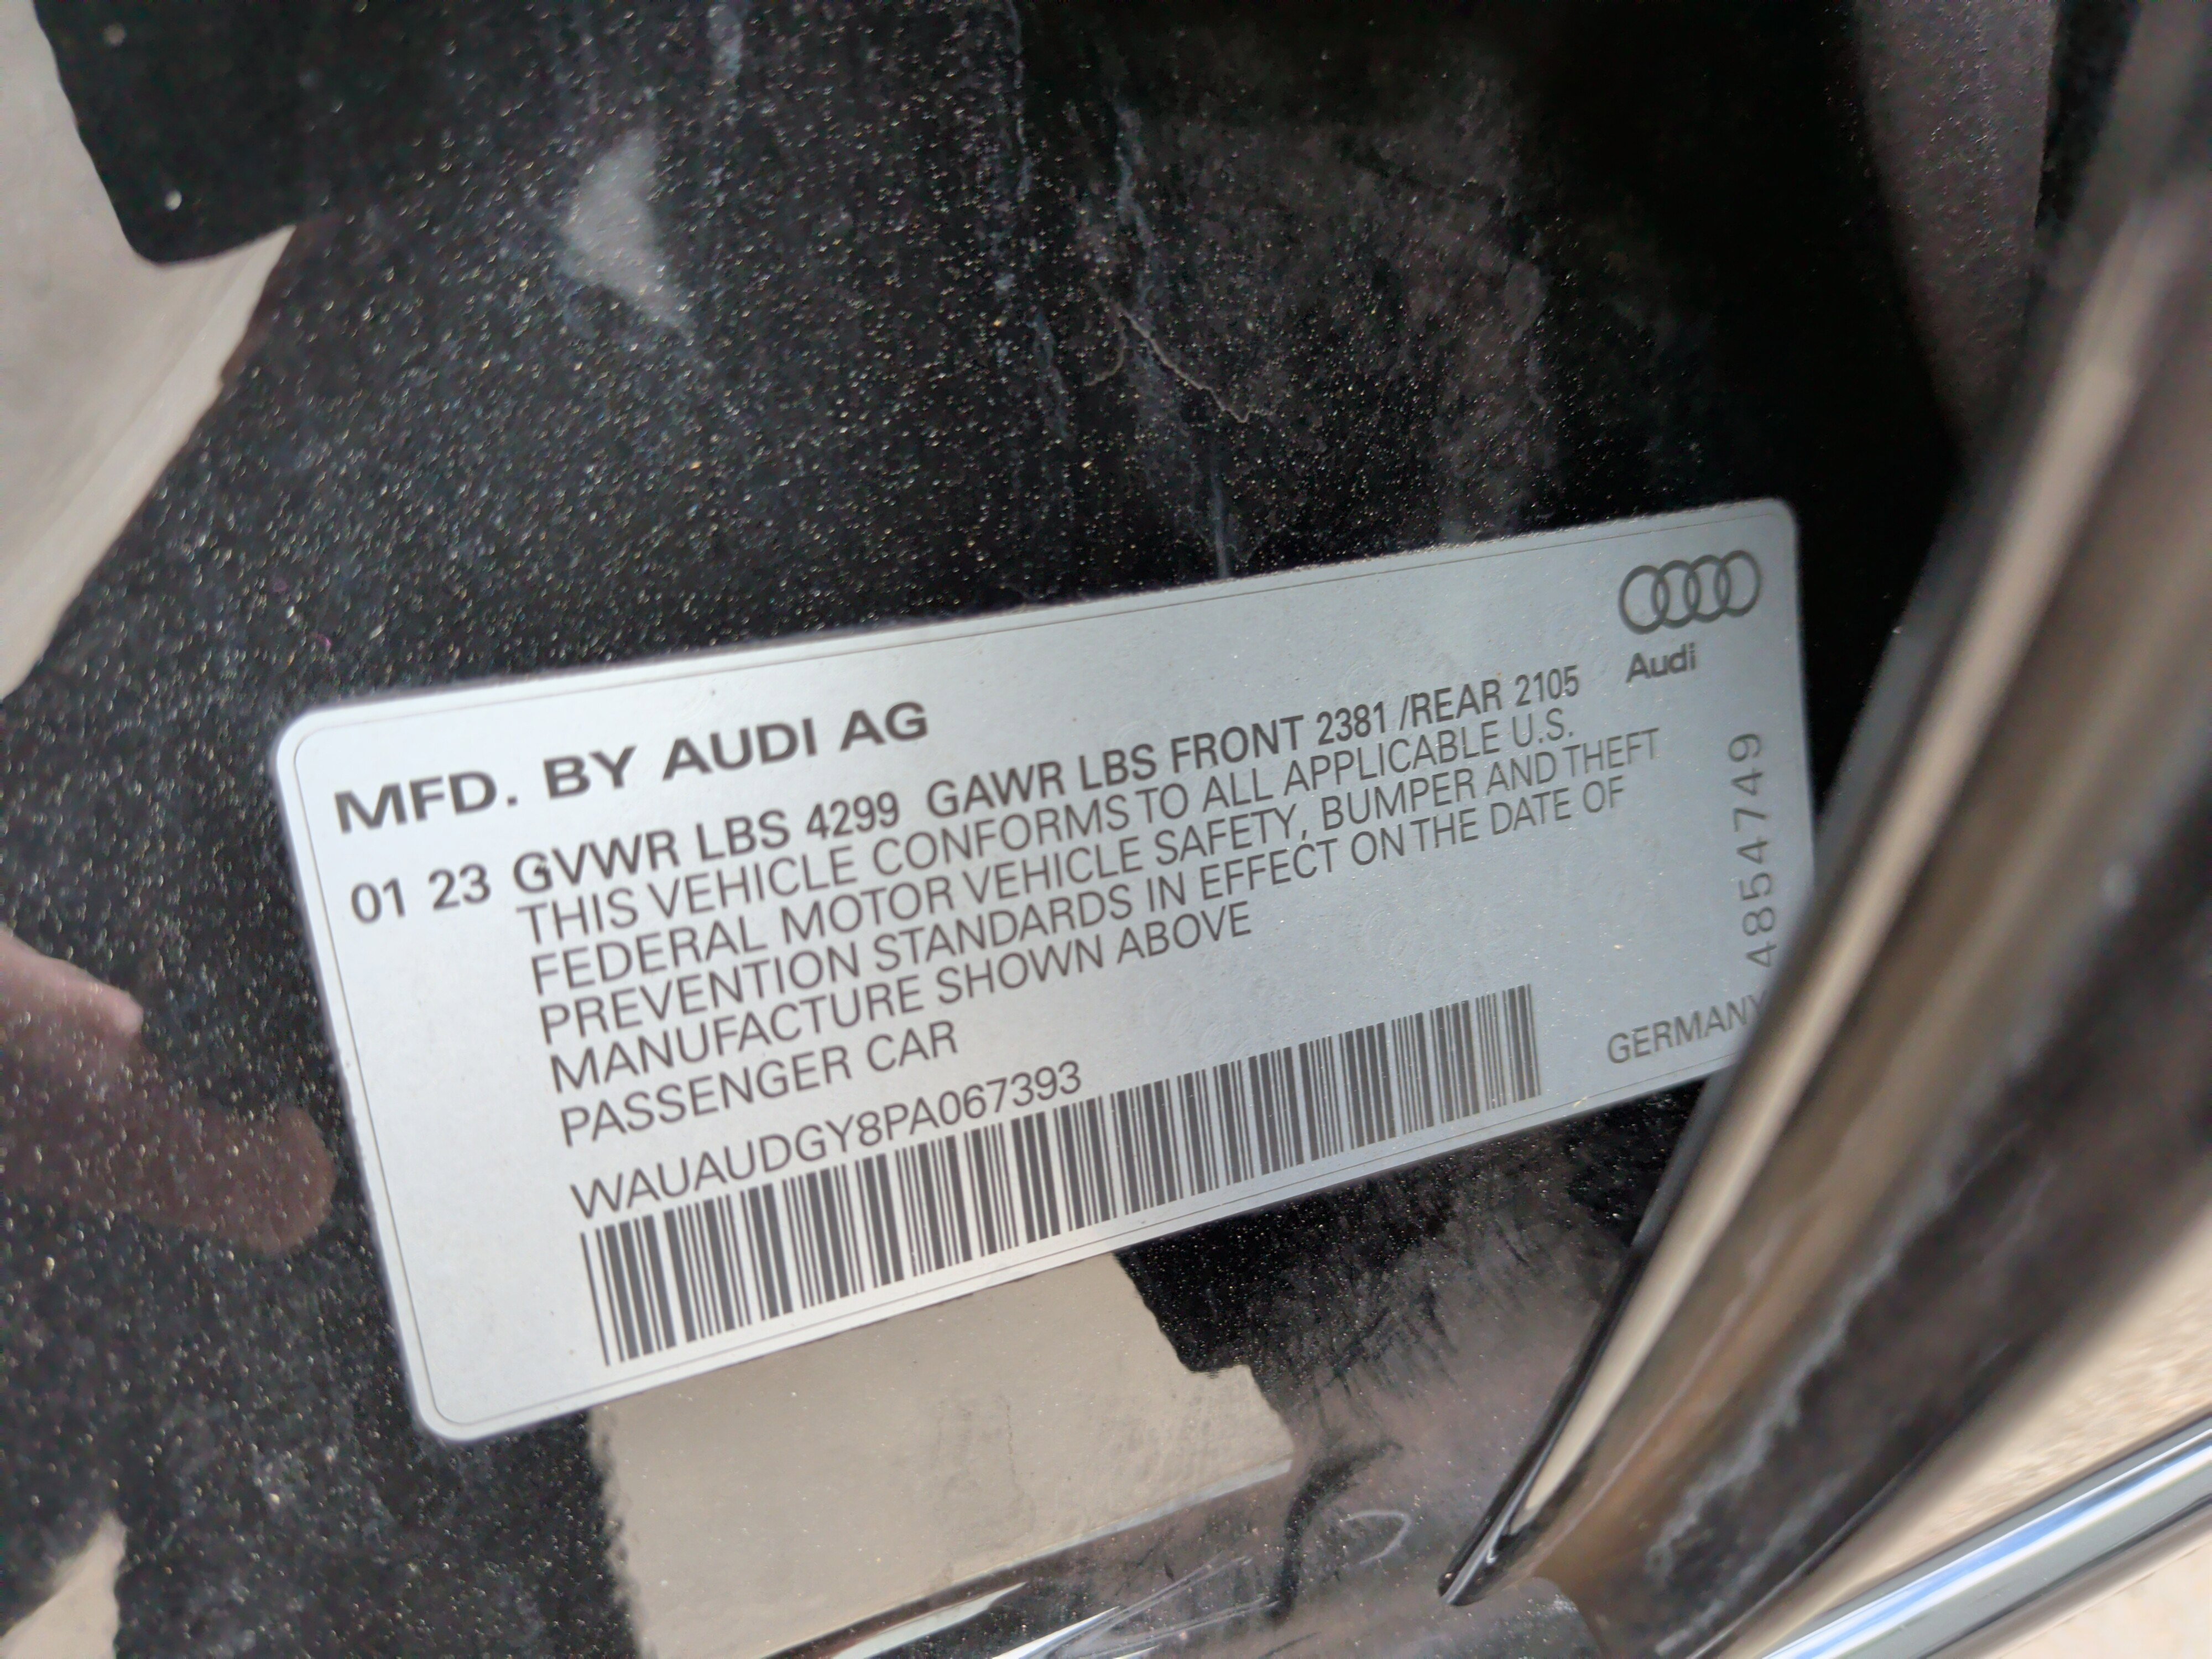 Audi
MFD. BY AUDI AG
01 23 GVWR LBS 4299 GAWR LBS FRONT 2381 /REAR 2105
THIS VEHICLE CONFORMS TO ALL APPLICABLE U.S.
FEDERAL MOTOR VEHICLE SAFETY, BUMPER AND THEFT
PREVENTION STANDARDS IN EFFECT ON THE DATE OF
MANUFACTURE SHOWN ABOVE
PASSENGER CAR
WAUAUDGY8PA067393
GERMANY
4854749